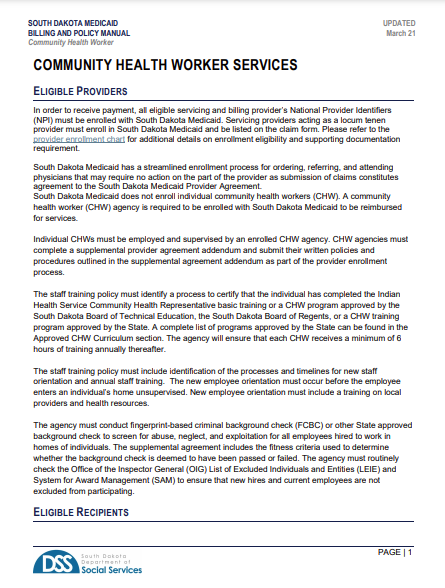 SOUTH DAKOTA MEDICAID
BILLING AND POLICY MANUAL
Community Health Worker
UPDATED
March 21
COMMUNITY HEALTH WORKER SERVICES
ELIGIBLE PROVIDERS
In order to receive payment, all eligible servicing and billing provider's National Provider Identifiers
(NPI) must be enrolled with South Dakota Medicaid. Servicing providers acting as a locum tenen
provider must enroll in South Dakota Medicaid and be listed on the claim form. Please refer to the
provider enrollment chart for additional details on enrollment eligibility and supporting documentation
requirement.
South Dakota Medicaid has a streamlined enrollment process for ordering, referring, and attending
physicians that may require no action on the part of the provider as submission of claims constitutes
agreement to the South Dakota Medicaid Provider Agreement.
South Dakota Medicaid does not enroll individual community health workers (CHW). A community
health worker (CHW) agency is required to be enrolled with South Dakota Medicaid to be reimbursed
for services.
Individual CHWs must be employed and supervised by an enrolled CHW agency. CHW agencies must
complete a supplemental provider agreement addendum and submit their written policies and
procedures outlined in the supplemental agreement addendum as part of the provider enrollment
process.
The staff training policy must identify a process to certify that the individual has completed the Indian
Health Service Community Health Representative basic training or a CHW program approved by the
South Dakota Board of Technical Education, the South Dakota Board of Regents, or a CHW training
program approved by the State. A complete list of programs approved by the State can be found in the
Approved CHW Curriculum section. The agency will ensure that each CHW receives a minimum of 6
hours of training annually thereafter.
The staff training policy must include identification of the processes and timelines for new staff
orientation and annual staff training. The new employee orientation must occur before the employee
enters an individual's home unsupervised. New employee orientation must include a training on local
providers and health resources.
The agency must conduct fingerprint-based criminal background check (FCBC) or other State approved
background check to screen for abuse, neglect, and exploitation for all employees hired to work in
homes of individuals. The supplemental agreement includes the fitness criteria used to determine
whether the background check is deemed to have been passed or failed. The agency must routinely
check the Office of the Inspector General (OIG) List of Excluded Individuals and Entities (LEIE) and
System for Award Management (SAM) to ensure that new hires and current employees are not
excluded from participating.
ELIGIBLE RECIPIENTS
PAGE | 1
DSS
South Dakota
Department of
Social Services